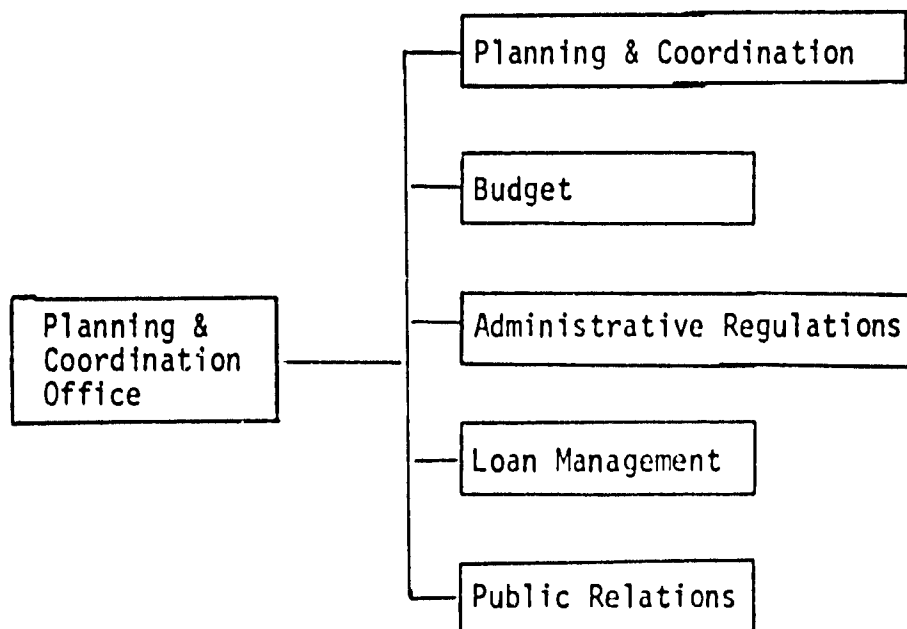 Planning & Coordination
Budget
Planning &
Coordination
Office
Administrative Regulations
Loan Management
Public Relations